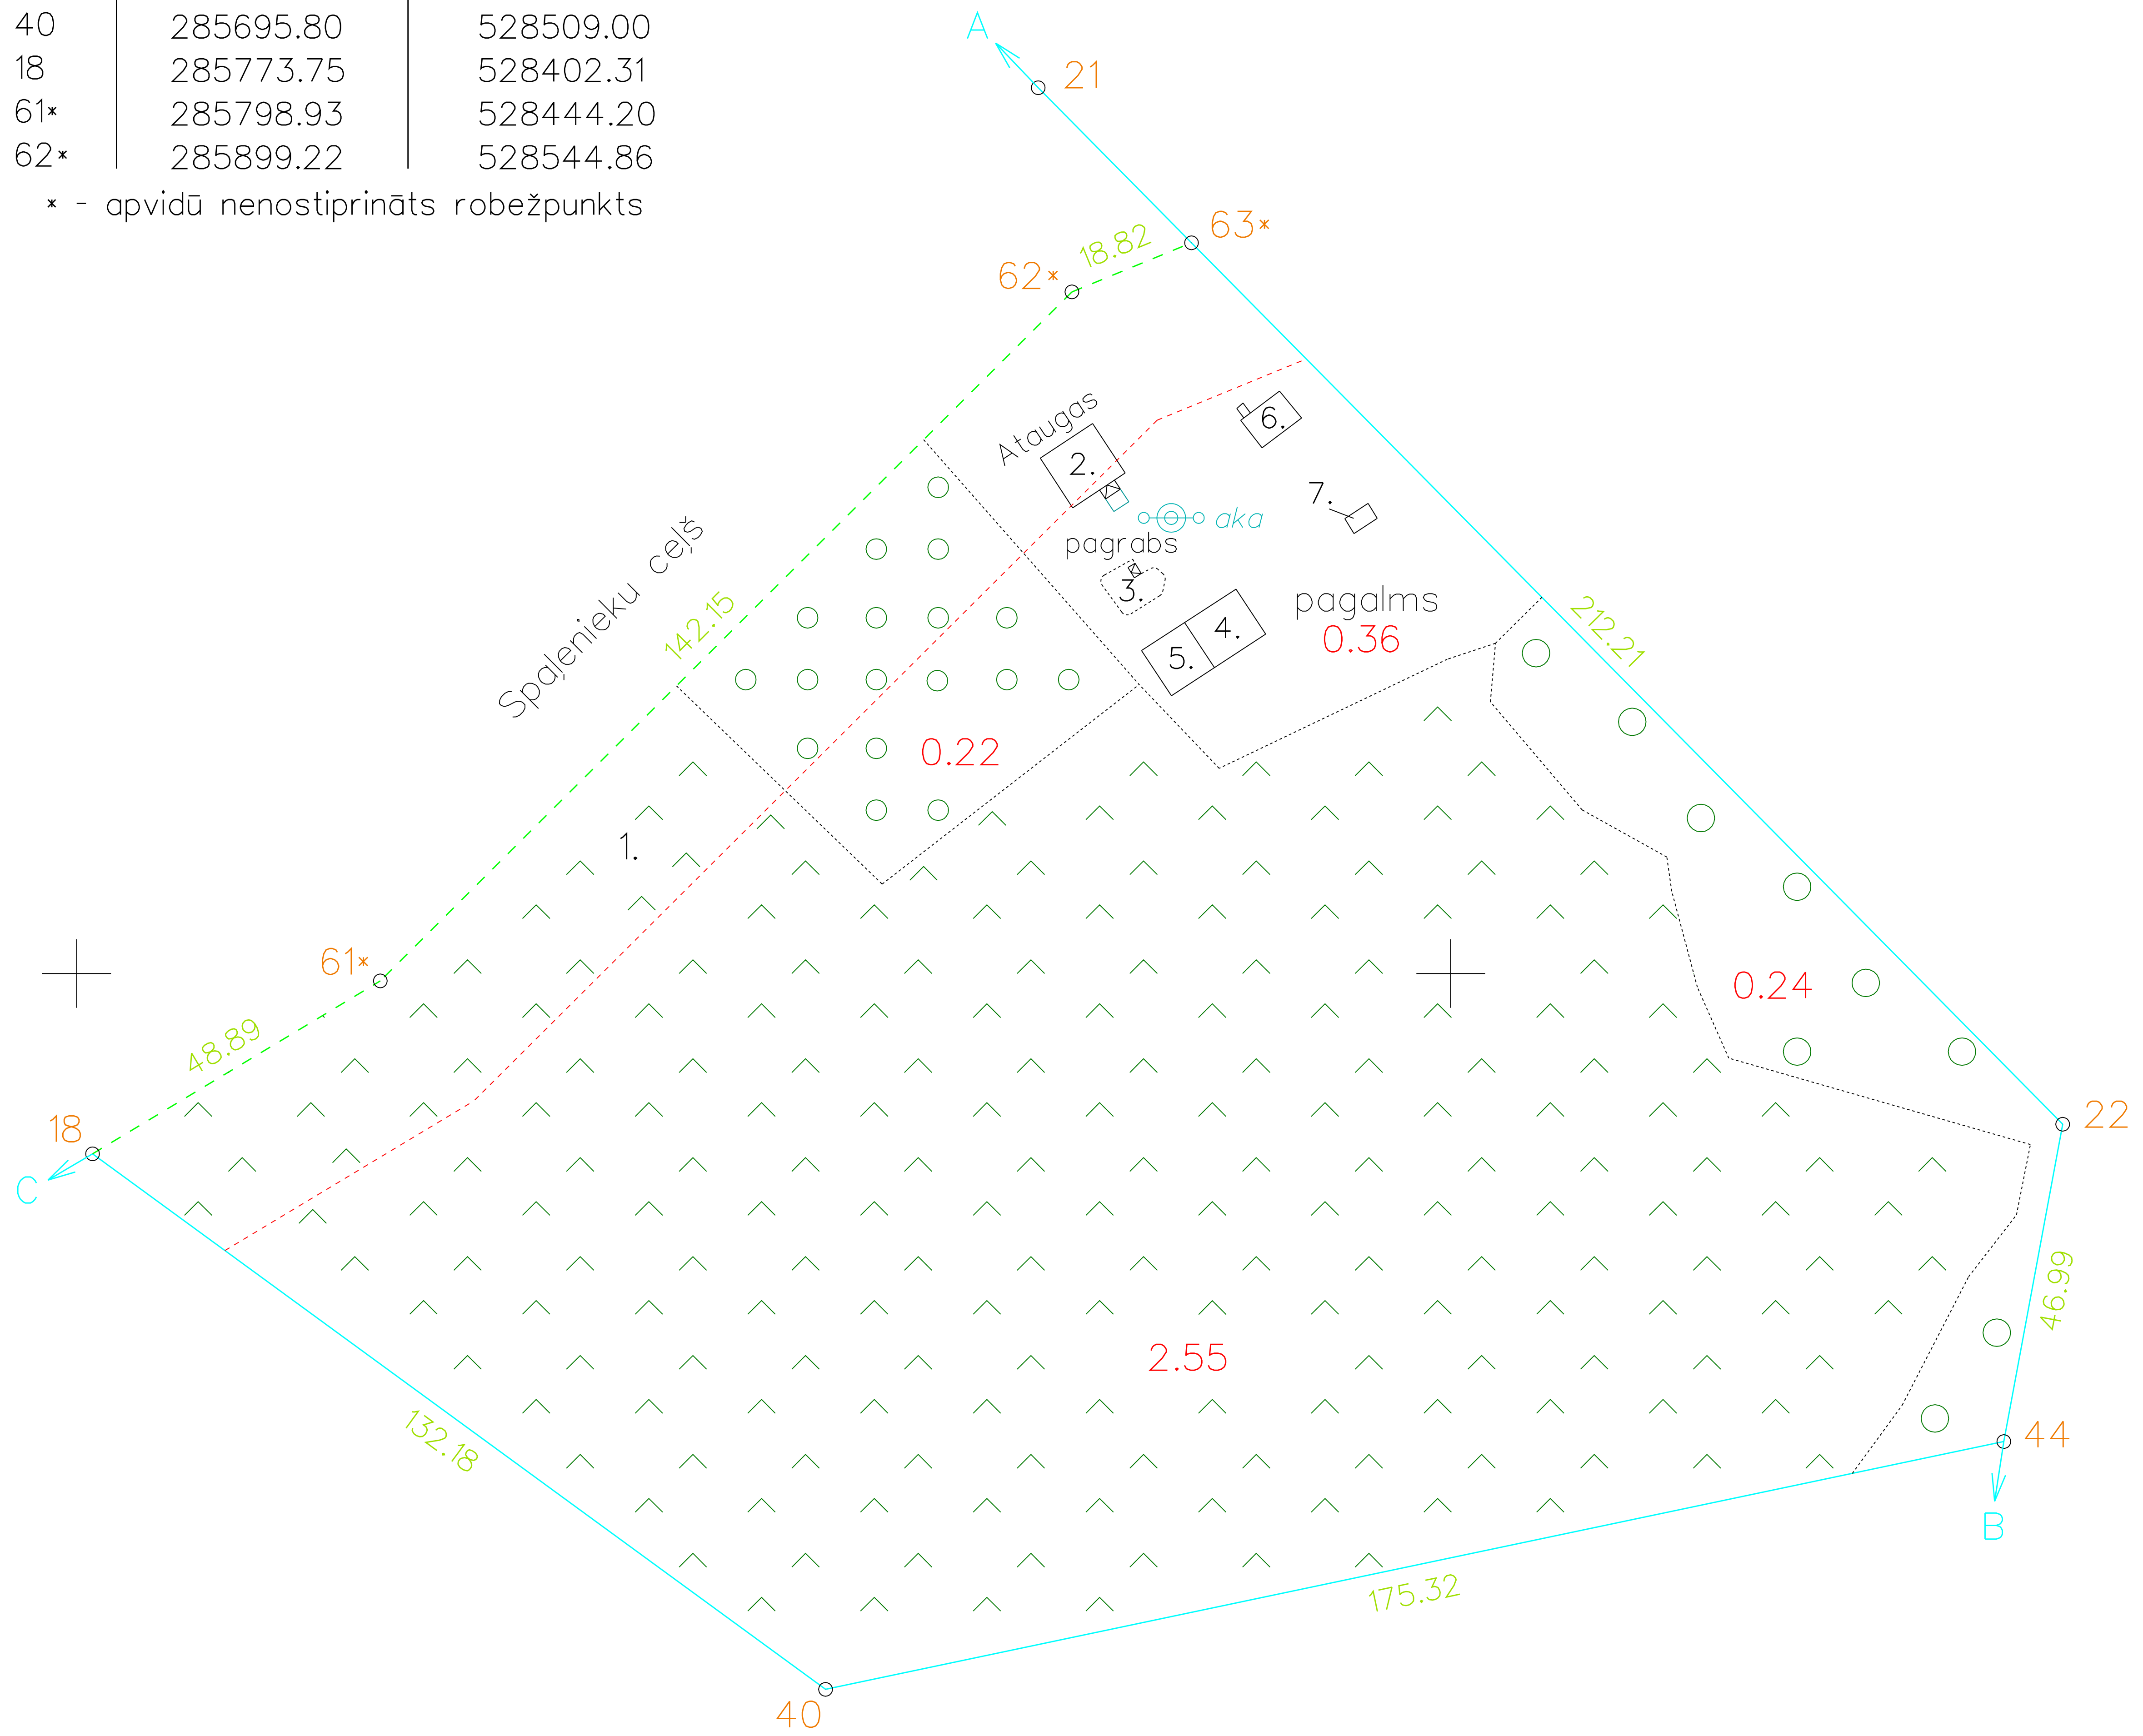 40 285695.80 528509.00
18 285773.75 528402.31
61* 285798.93 528444.20
62* 285899.22 528544.86
* - apvidū nenostiprināts robežpunkts
A
21
63*
18.82
62*
Ataugas
2.
6.
7.
aka
pagrabs
3.
pagalms
0.36
4.
5.
212.21
Spaļenieku ceļš
142.15
0.22
1.
61*
0.24
48.89
18
C
22
46.99
2.55
132.18
44
B
175.32
40